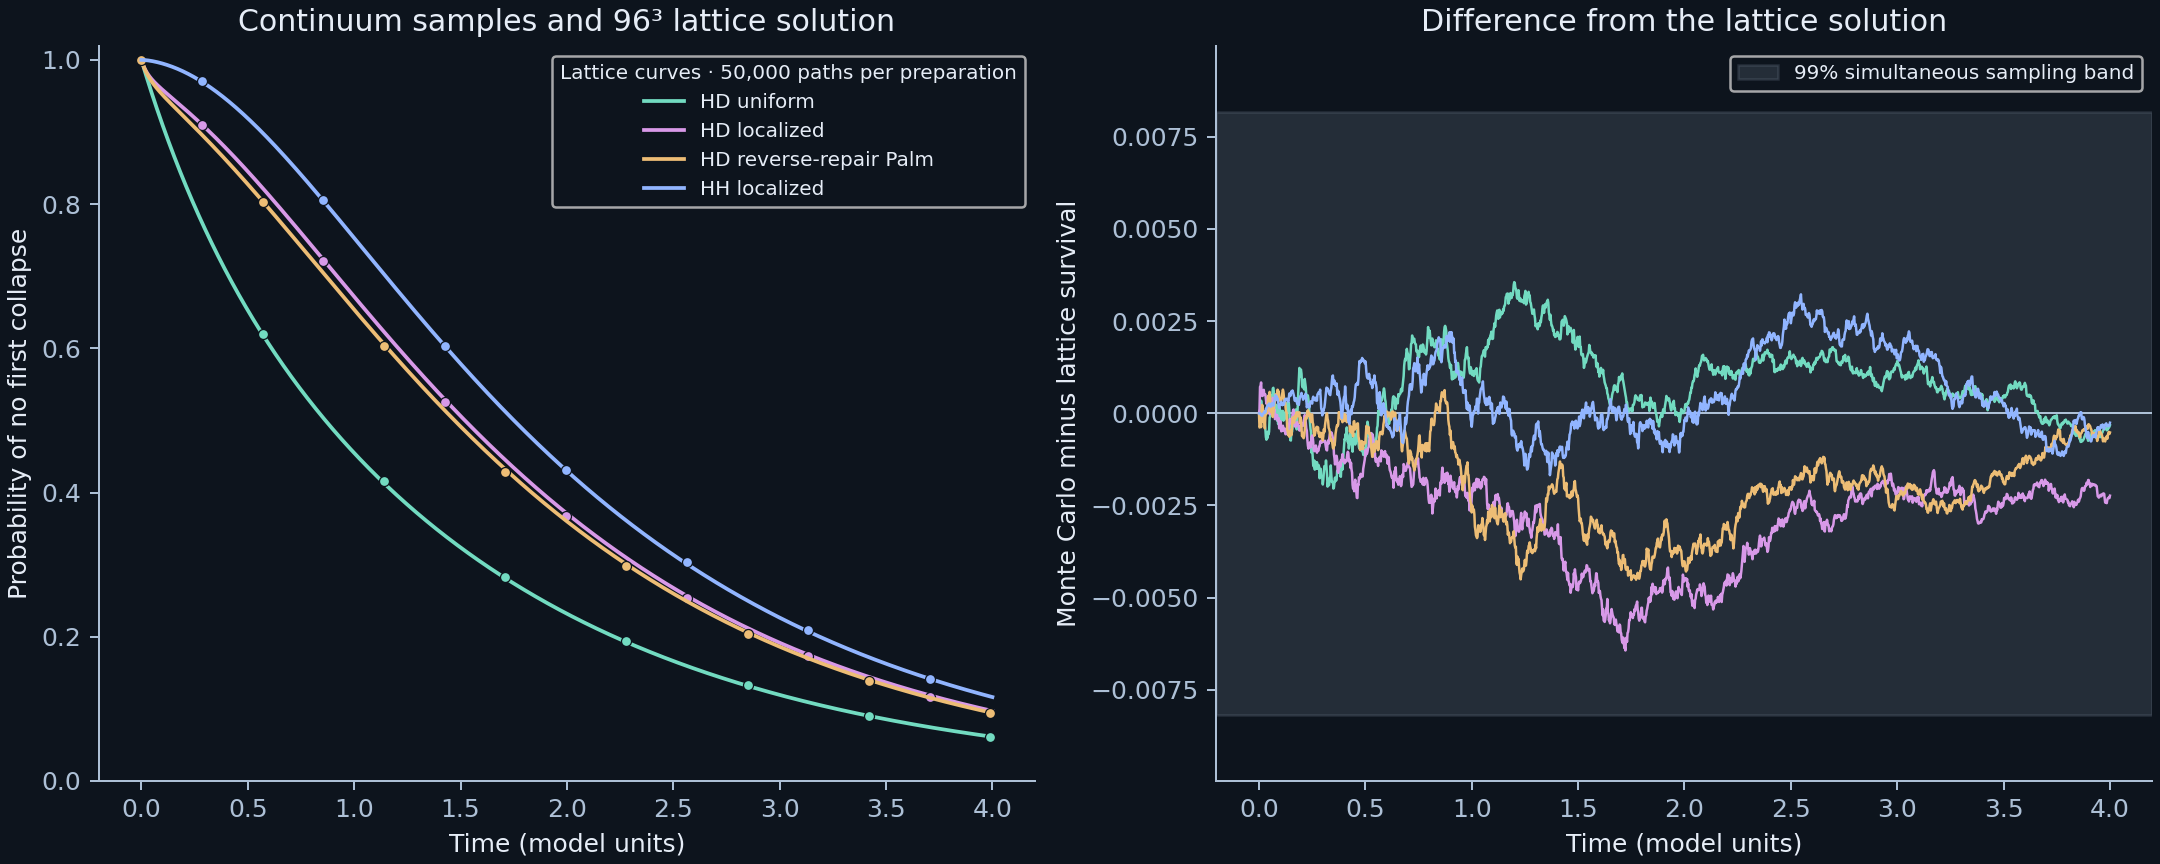 Continuum samples and 96³ lattice solution
Probability of no first collapse
1.0
0.8
0.6
0.4
0.2
0.0
Lattice curves · 50,000 paths per preparation
HD uniform
HD localized
HD reverse-repair Palm
HH localized
0.0 0.5 1.0 1.5 2.0 2.5 3.0 3.5 4.0
Time (model units)
Difference from the lattice solution
Monte Carlo minus lattice survival
99% simultaneous sampling band
0.0075
0.0050
0.0025
0.0000
−0.0025
−0.0050
−0.0075
0.0 0.5 1.0 1.5 2.0 2.5 3.0 3.5 4.0
Time (model units)